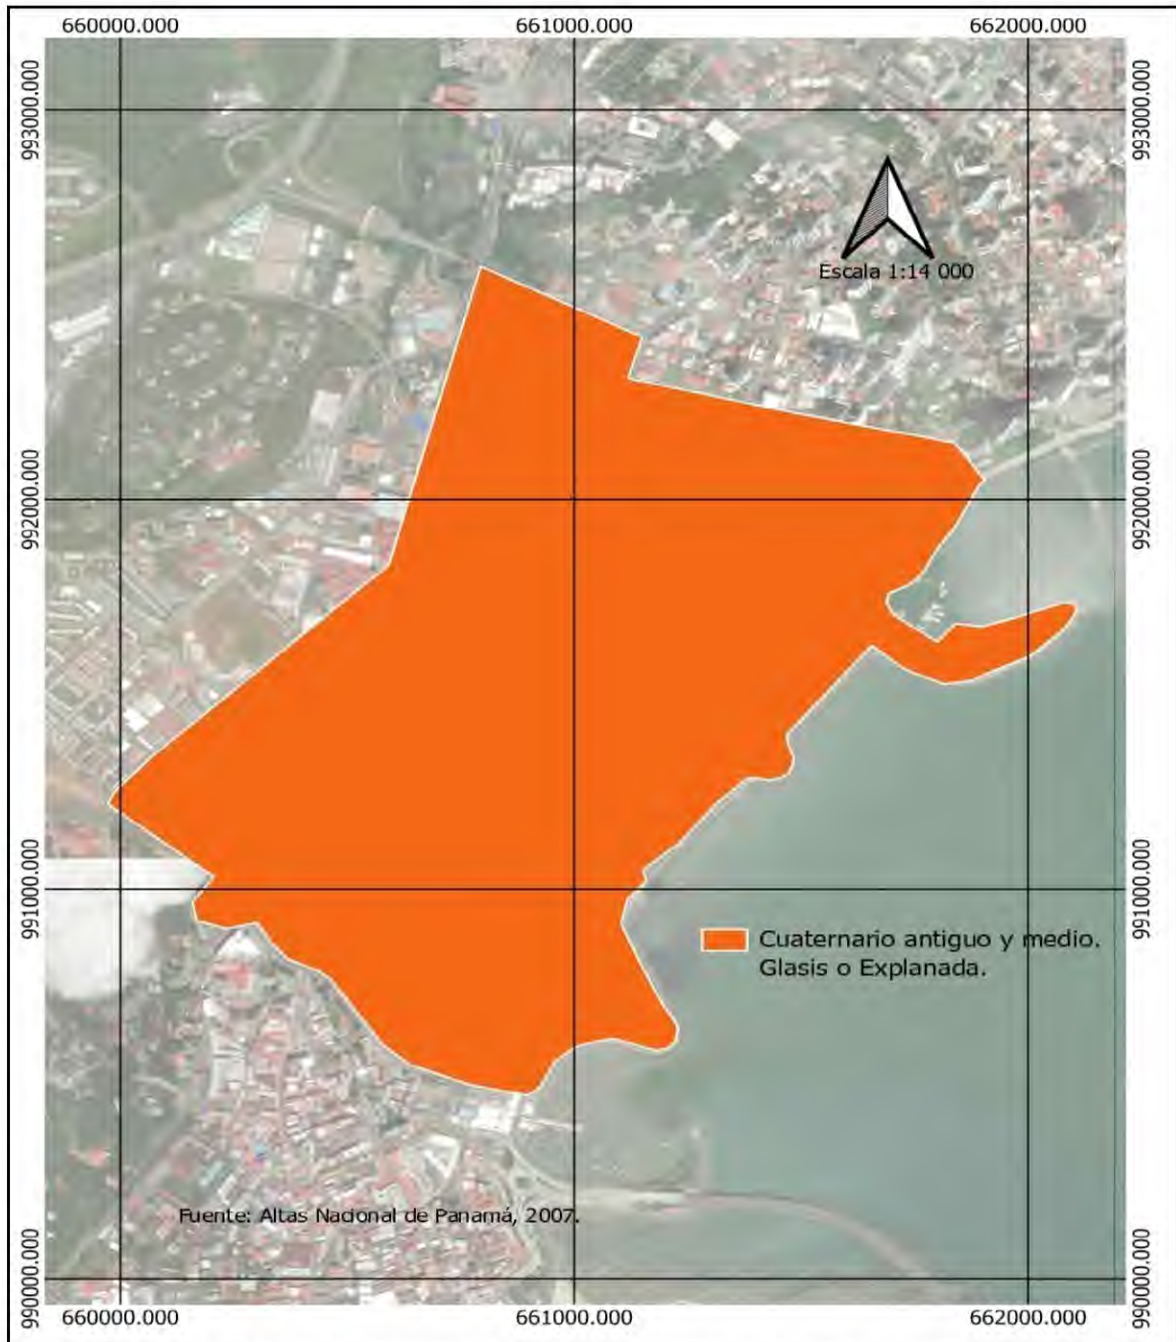 660000.000 661000.000 662000.000
993000.000 993000.000
Escala 1:14 000
992000.000 992000.000
991000.000 991000.000
Cuaternario antiguo y medio.
Glasis o Explanada.
Fuente: Altas Nacional de Panamá, 2007.
990000.000 990000.000
660000.000 661000.000 662000.000